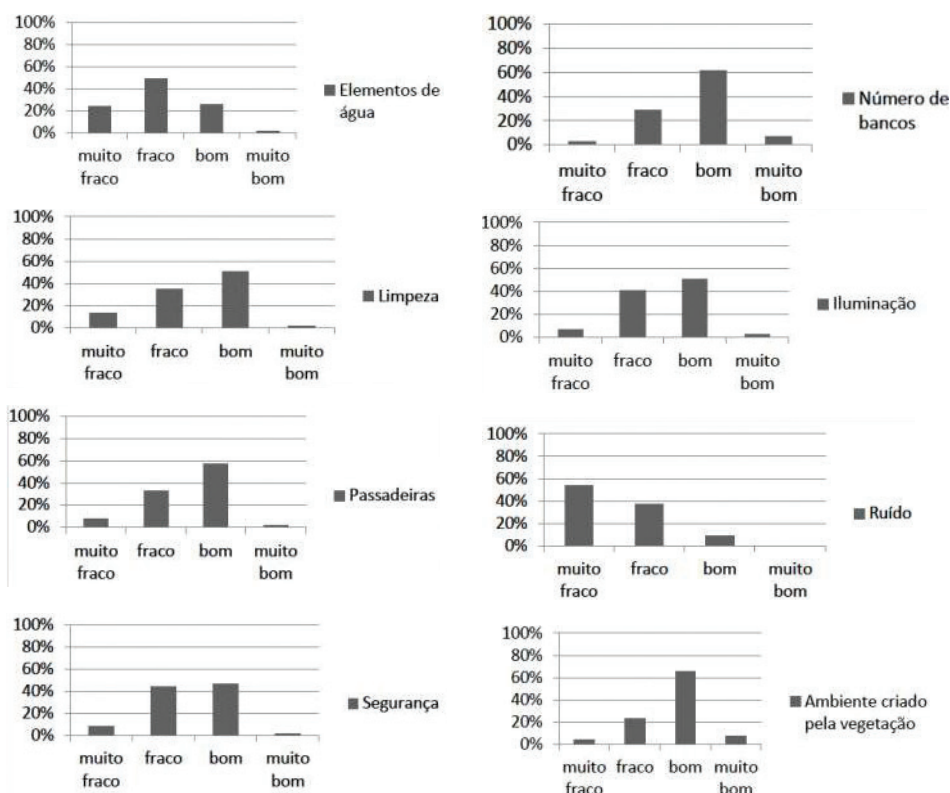 100%
80%
60%
40%
20%
0%
muito fraco
fraco
bom
muito bom
Elementos de água
100%
80%
60%
40%
20%
0%
muito fraco
fraco
bom
muito bom
Número de bancos
100%
80%
60%
40%
20%
0%
muito fraco
fraco
bom
muito bom
Limpeza
100%
80%
60%
40%
20%
0%
muito fraco
fraco
bom
muito bom
Iluminação
100%
80%
60%
40%
20%
0%
muito fraco
fraco
bom
muito bom
Passadeiras
100%
80%
60%
40%
20%
0%
muito fraco
fraco
bom
muito bom
Ruído
100%
80%
60%
40%
20%
0%
muito fraco
fraco
bom
muito bom
Segurança
100%
80%
60%
40%
20%
0%
muito fraco
fraco
bom
muito bom
Ambiente criado pela vegetação